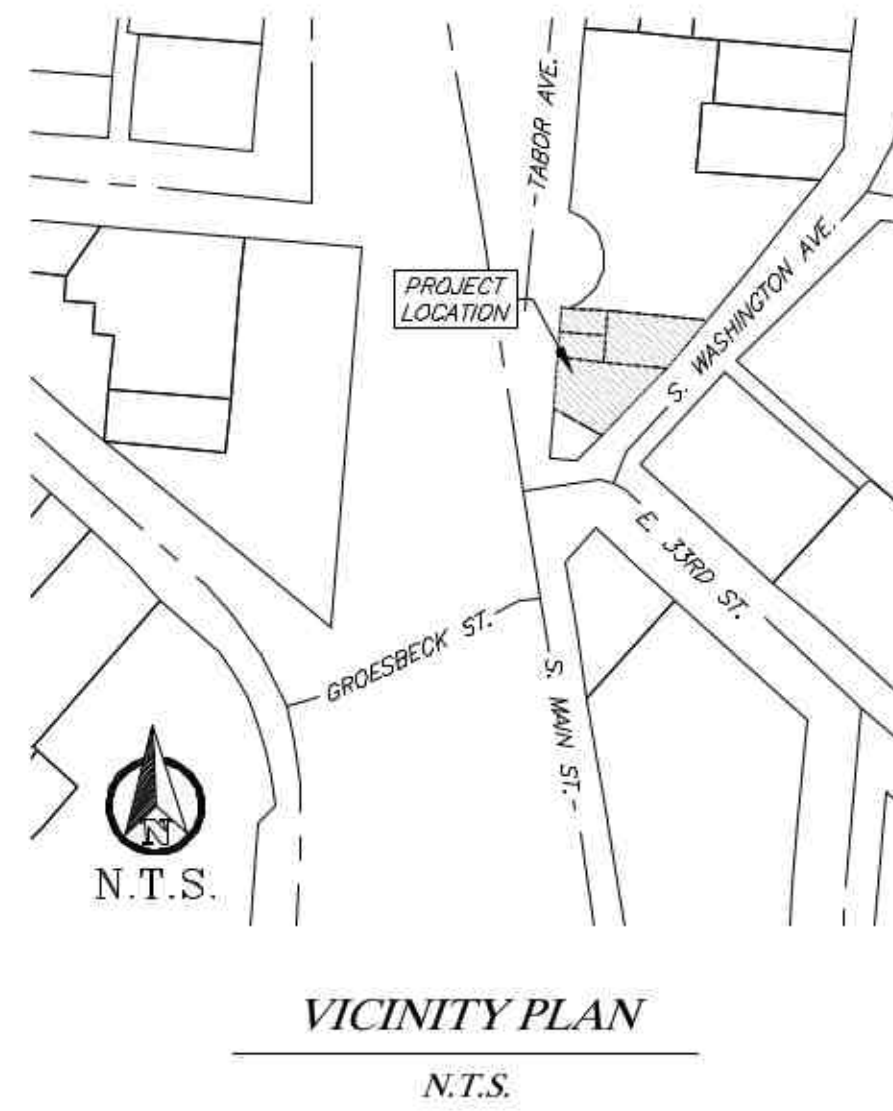 TABOR AVE.
PROJECT
LOCATION
S. WASHINGTON AVE.
E. 33RD ST.
GROESBECK ST.
S. MAIN ST.
N
N.T.S.
VICINITY PLAN
N.T.S.